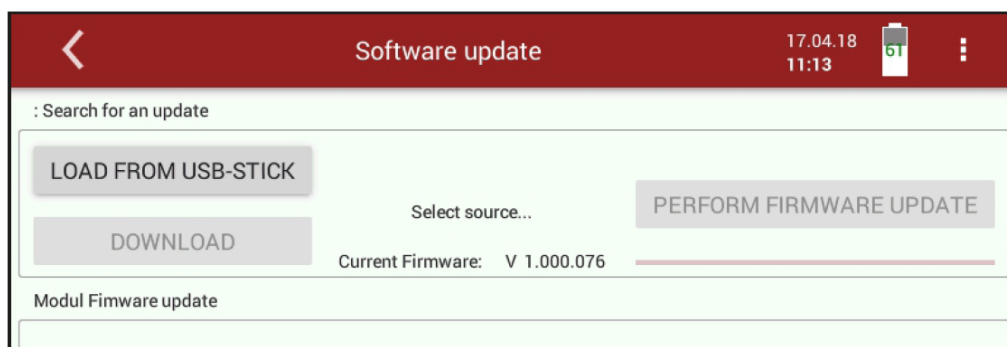 Software update
17.04.18
11:13
61
: Search for an update
LOAD FROM USB-STICK
DOWNLOAD
Select source...
Current Firmware: V 1.000.076
PERFORM FIRMWARE UPDATE
Modul Fimware update